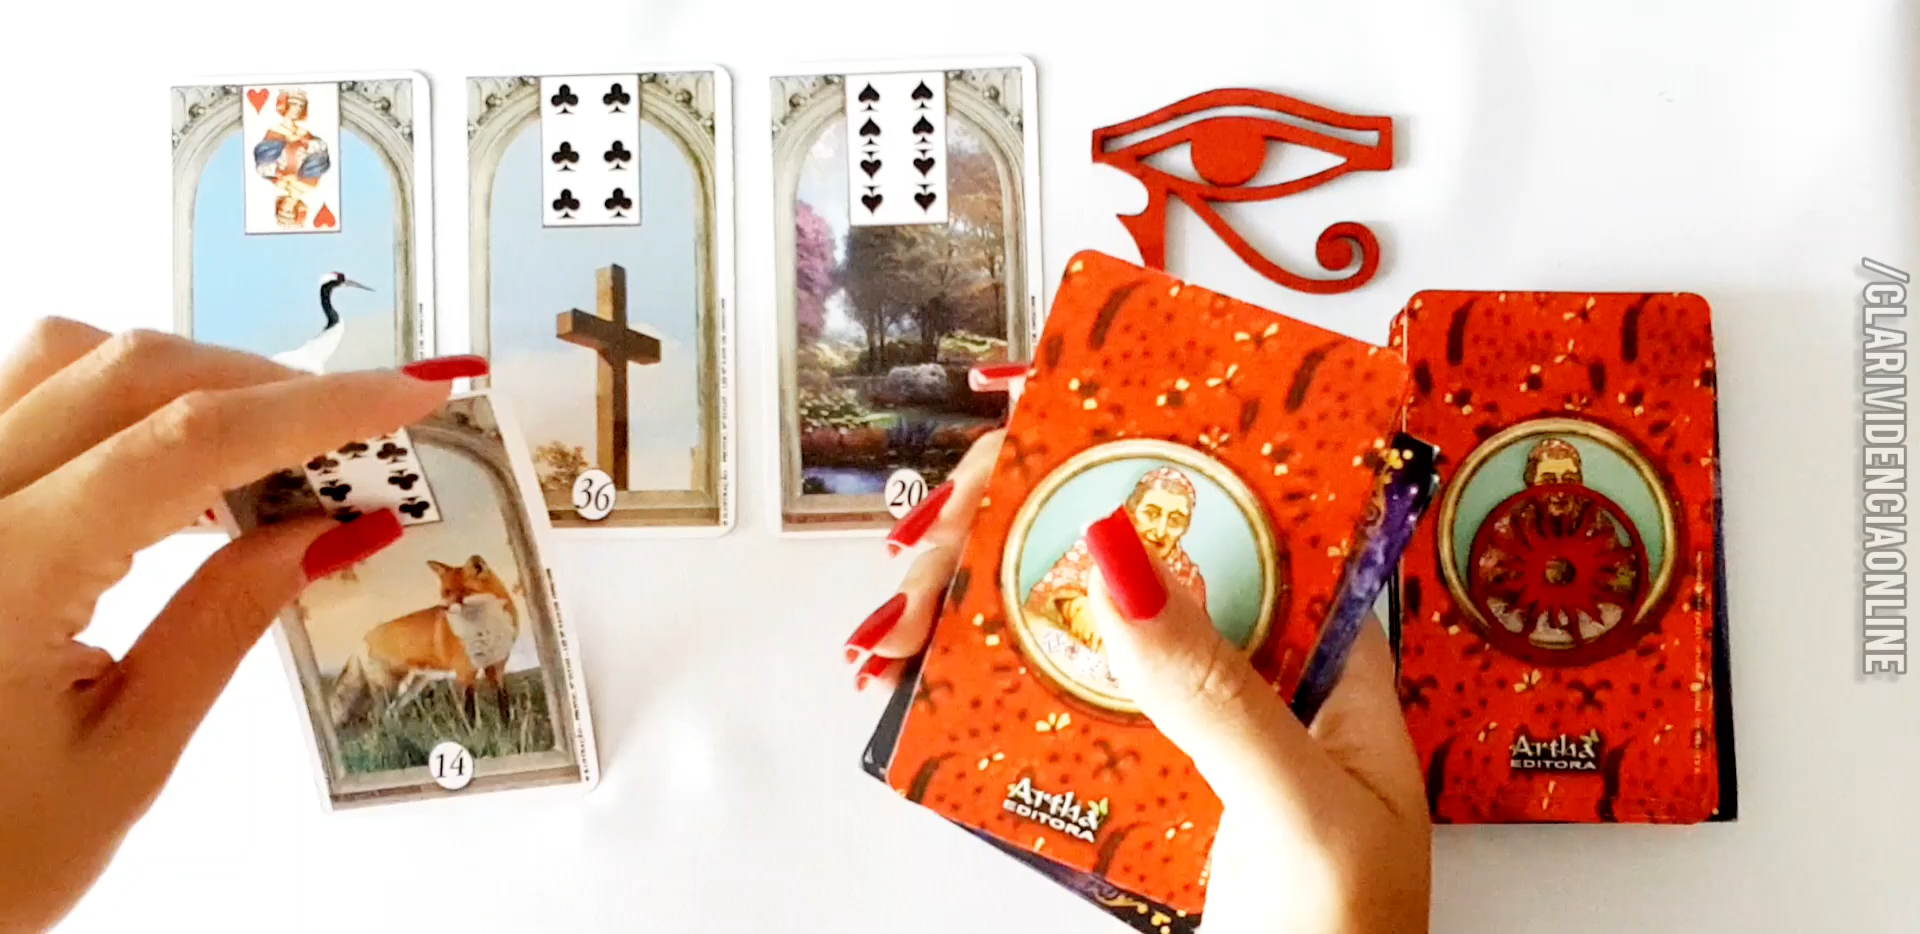 36
20
14
Artha
EDITORA
Artha
EDITORA
/CLARIVIDENCIAONLINE